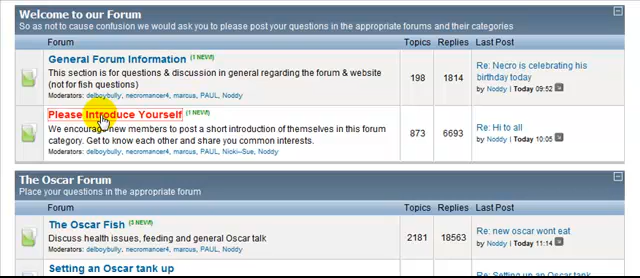 Welcome to our Forum
So as not to cause confusion we would ask you to please post your questions in the appropriate forums and their categories
Forum Topics Replies Last Post
General Forum Information (1 NEW!!)
This section is for questions & discussion in general regarding the forum & website
(not for fish questions)
Moderators: delboybully, necromancer4, marcus, PAUL, Noddy
198 1814
Re: Necro is celebrating his
birthday today
by Noddy | Today 09:52
Please Introduce Yourself (1 NEW!!)
We encourage new members to post a short introduction of themselves in this forum
category. Get to know each other and share you common interests.
Moderators: delboybully, necromancer4, marcus, PAUL, Nicki~Sue, Noddy
873 6693
Re: Hi to all
by Noddy | Today 10:05
The Oscar Forum
Place your questions in the appropriate forum
Forum Topics Replies Last Post
The Oscar Fish (3 NEW!!)
Discuss health issues, feeding and general Oscar talk
Moderators: delboybully, necromancer4, marcus, PAUL, Noddy
2181 18563
Re: new oscar wont eat
by Noddy | Today 11:14
Setting an Oscar tank up
Re: Setting up an Oscar